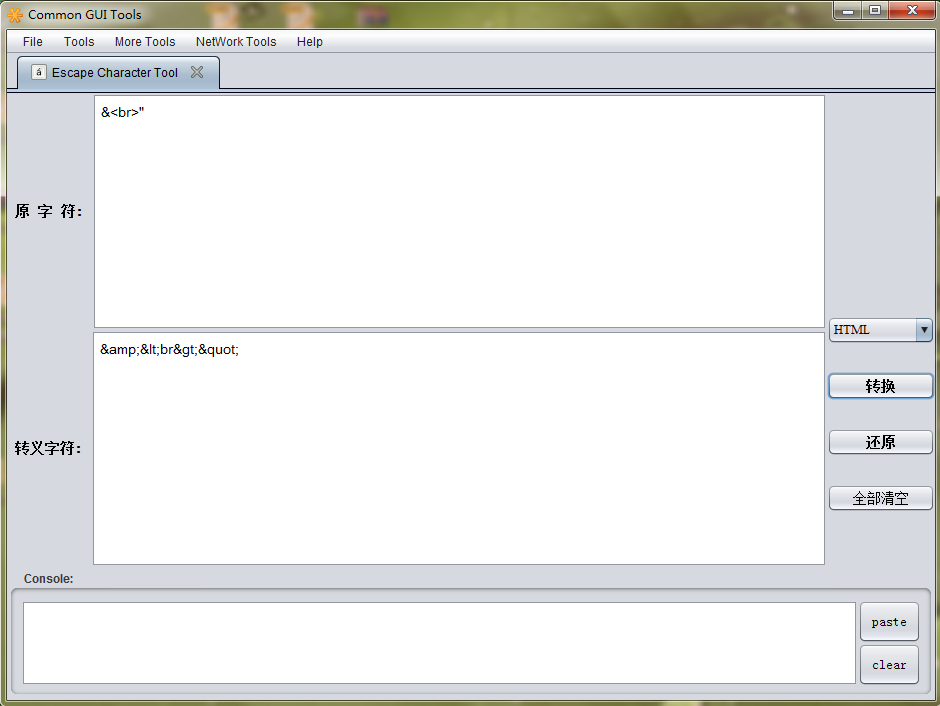 Common GUI Tools
File Tools More Tools NetWork Tools Help
á Escape Character Tool
原 字 符:
&<br>"
HTML
转换
转义字符:
&amp;&lt;br&gt;&quot;
还原
全部清空
Console:
paste
clear